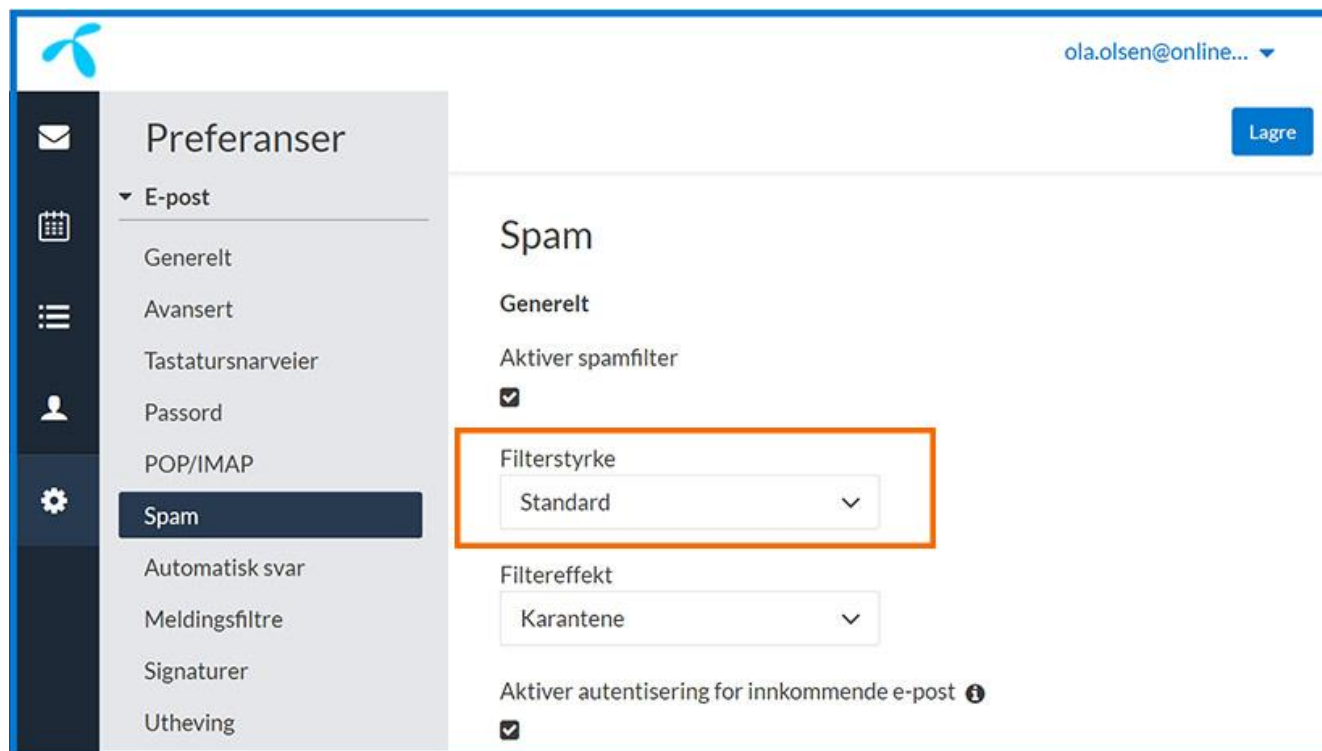 ola.olsen@online...
Preferanser
Lagre
E-post
Generelt
Avansert
Tastatursnarveier
Passord
POP/IMAP
Spam
Automatisk svar
Meldingsfiltre
Signaturer
Utheving
Spam
Generelt
Aktiver spamfilter
Filterstyrke
Standard
Filtereffekt
Karantene
Aktiver autentisering for innkommende e-post